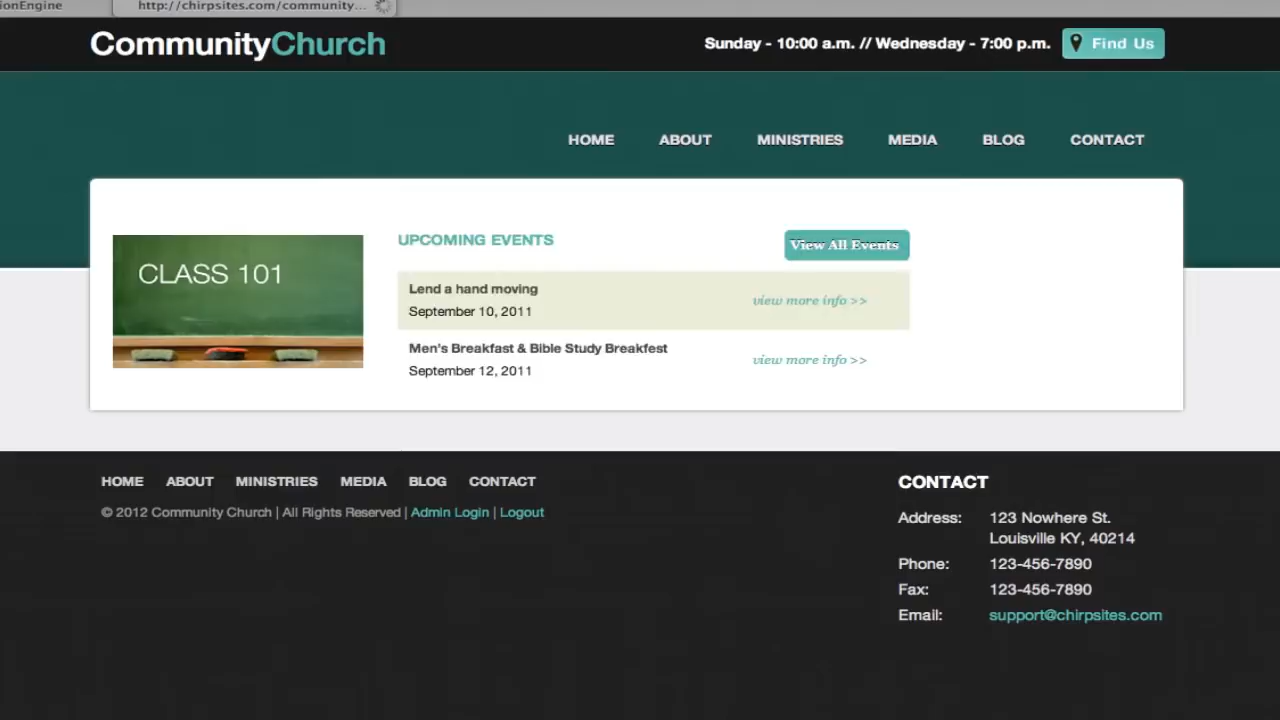 ionEngine
http://chirpsites.com/community...
CommunityChurch
Sunday - 10:00 a.m. // Wednesday - 7:00 p.m.
Find Us
HOME ABOUT MINISTRIES MEDIA BLOG CONTACT
CLASS 101
UPCOMING EVENTS
View All Events
Lend a hand moving
September 10, 2011
view more info >>
Men's Breakfast & Bible Study Breakfest
September 12, 2011
view more info >>
HOME ABOUT MINISTRIES MEDIA BLOG CONTACT
© 2012 Community Church | All Rights Reserved | Admin Login | Logout
CONTACT
Address: 123 Nowhere St.
Louisville KY, 40214
Phone: 123-456-7890
Fax: 123-456-7890
Email: support@chirpsites.com